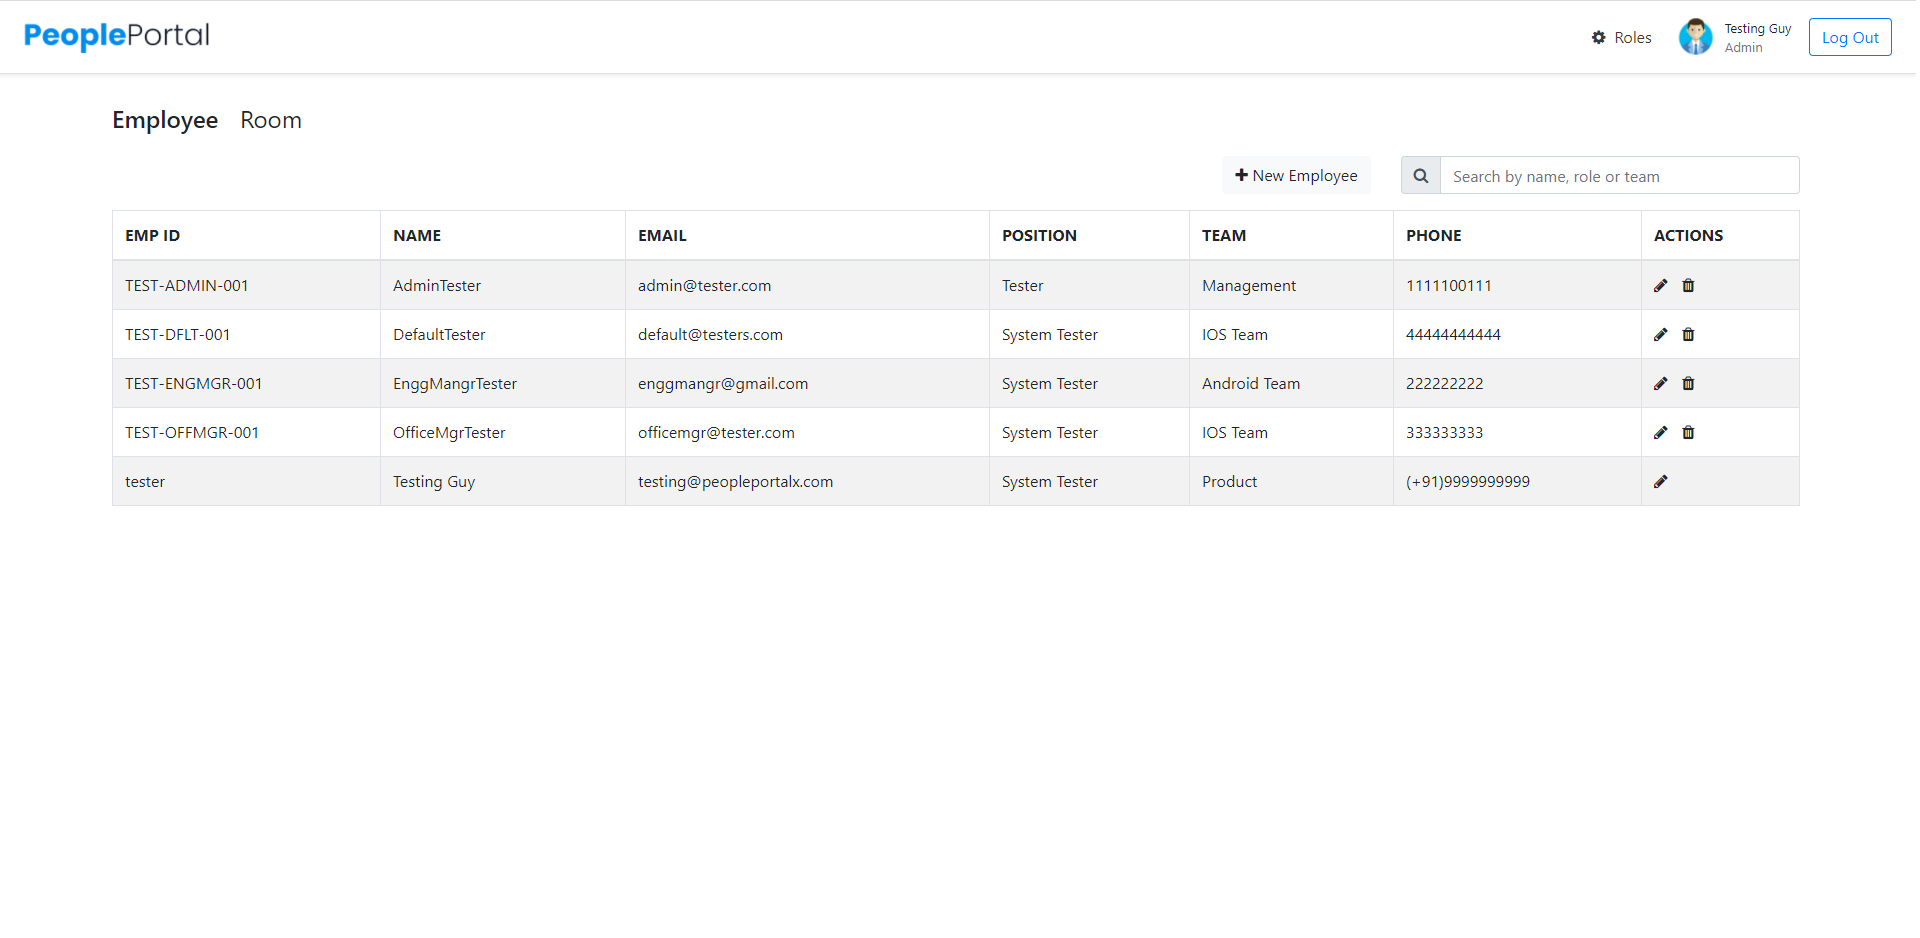 PeoplePortal
Roles
Testing Guy
Admin
Log Out
Employee Room
New Employee
Search by name, role or team
EMP ID NAME EMAIL POSITION TEAM PHONE ACTIONS
TEST-ADMIN-001 AdminTester admin@tester.com Tester Management 1111100111
TEST-DFLT-001 DefaultTester default@testers.com System Tester IOS Team 44444444444
TEST-ENGMGR-001 EnggMangrTester enggmangr@gmail.com System Tester Android Team 222222222
TEST-OFFMGR-001 OfficeMgrTester officemgr@tester.com System Tester IOS Team 333333333
tester Testing Guy testing@peopleportalx.com System Tester Product (+91)9999999999